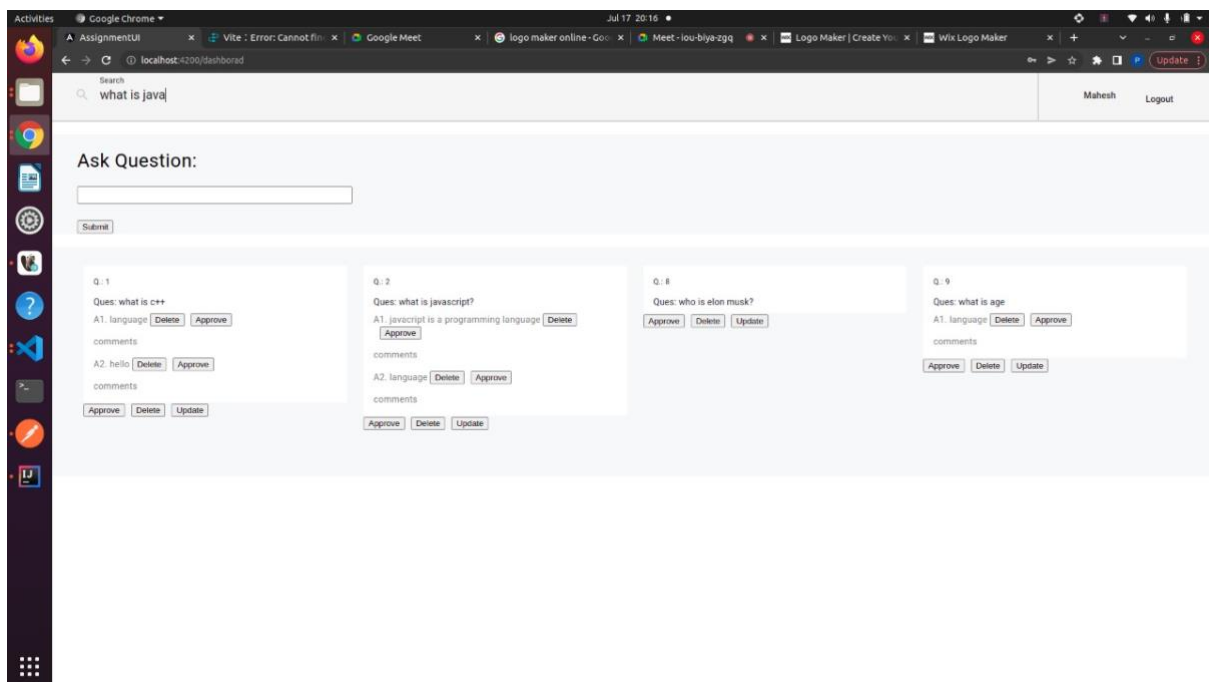 Activities Google Chrome Jul 17 20:16
AssignmentUI Vite : Error: Cannot fin Google Meet logo maker online - Goo Meet - iou-biya-zgq Logo Maker | Create You Wix Logo Maker
localhost:4200/dashborad Update
Search
what is java
Mahesh Logout
Ask Question:
Submit
Q.: 1
Ques: what is c++
A1. language Delete Approve
comments
A2. hello Delete Approve
comments
Approve Delete Update
Q.: 2
Ques: what is javascript?
A1. javacript is a programming language Delete
Approve
comments
A2. language Delete Approve
comments
Approve Delete Update
Q.: 8
Ques: who is elon musk?
Approve Delete Update
Q.: 9
Ques: what is age
A1. language Delete Approve
comments
Approve Delete Update